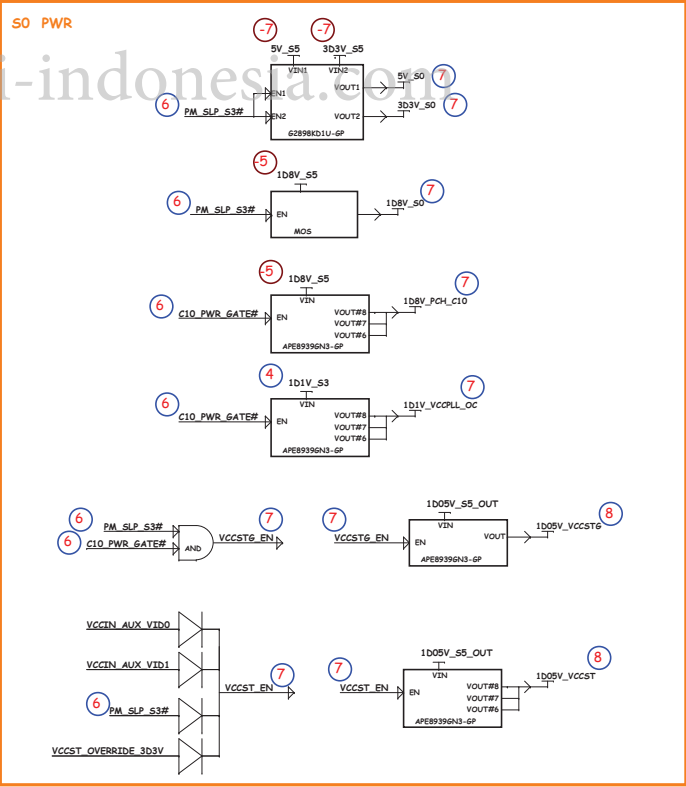 S0 PWR
-7 -7
5V_S5 3D3V_S5
i-indonesia.com
VIN1 VIN2
5V_S0 7
EN1 VOUT1
6 PM_SLP_S3# EN2 VOUT2 3D3V_S0 7
G2898KD1U-GP
-5
1D8V_S5
6 PM_SLP_S3# EN 1D8V_S0 7
MOS
-5
1D8V_S5
7
VIN
1D8V_PCH_C10
6 C10_PWR_GATE# EN VOUT#8
VOUT#7
VOUT#6
APE8939GN3-GP
4
1D1V_S3
7
VIN
1D1V_VCCPLL_OC
6 C10_PWR_GATE# EN VOUT#8
VOUT#7
VOUT#6
APE8939GN3-GP
1D05V_S5_OUT
6 PM_SLP_S3# 7 7 VIN 8
6 C10_PWR_GATE# AND VCCSTG_EN VCCSTG_EN EN VOUT 1D05V_VCCSTG
APE8939GN3-GP
VCCIN_AUX_VID0
1D05V_S5_OUT
VCCIN_AUX_VID1
7 7 VIN 8
VCCST_EN VCCST_EN EN VOUT#8 1D05V_VCCST
VOUT#7
6 PM_SLP_S3# VOUT#6
APE8939GN3-GP
VCCST_OVERRIDE_3D3V